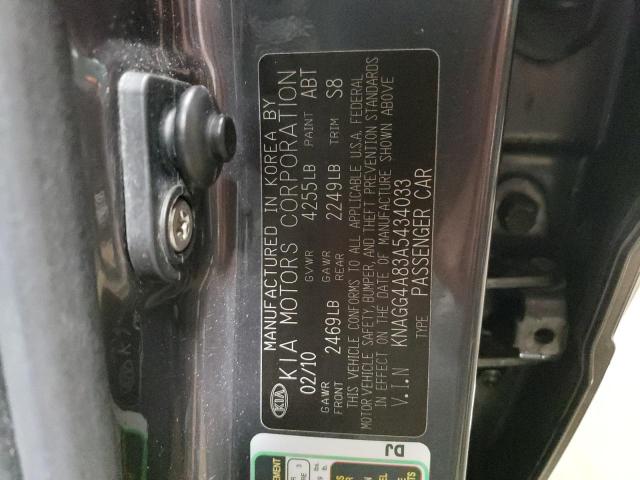 MANUFACTURED IN KOREA BY
KIA KIA MOTORS CORPORATION
02/10 GVWR 4255LB PAINT ABT
GAWR FRONT 2469LB GAWR REAR 2249LB TRIM S8
THIS VEHICLE CONFORMS TO ALL APPLICABLE U.S.A. FEDERAL
MOTOR VEHICLE SAFETY, BUMPER, AND THEFT PREVENTION STANDARDS
IN EFFECT ON THE DATE OF MANUFACTURE SHOWN ABOVE
V.I.N KNAGG4A83A5434033
TYPE PASSENGER CAR